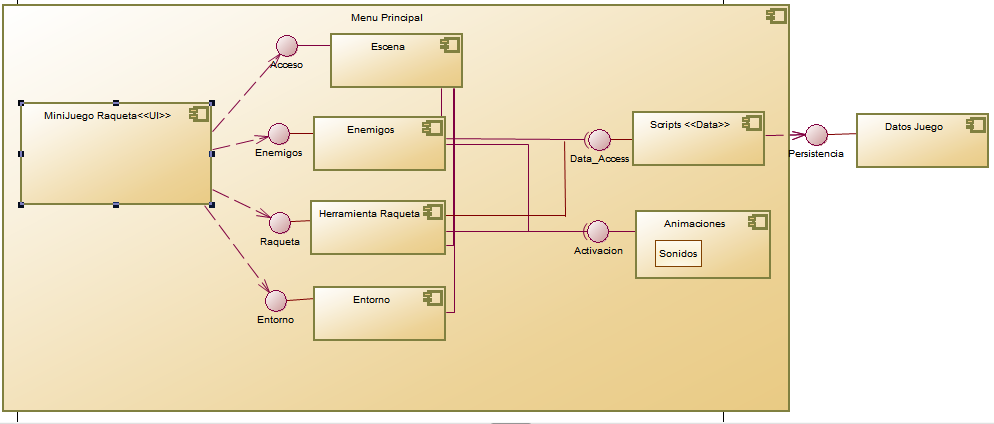 Menu Principal
Escena
Acceso
MiniJuego Raqueta<<UI>>
Enemigos
Enemigos
Scripts <<Data>>
Data_Access
Persistencia
Datos Juego
Herramienta Raqueta
Raqueta
Animaciones
Sonidos
Activacion
Entorno
Entorno